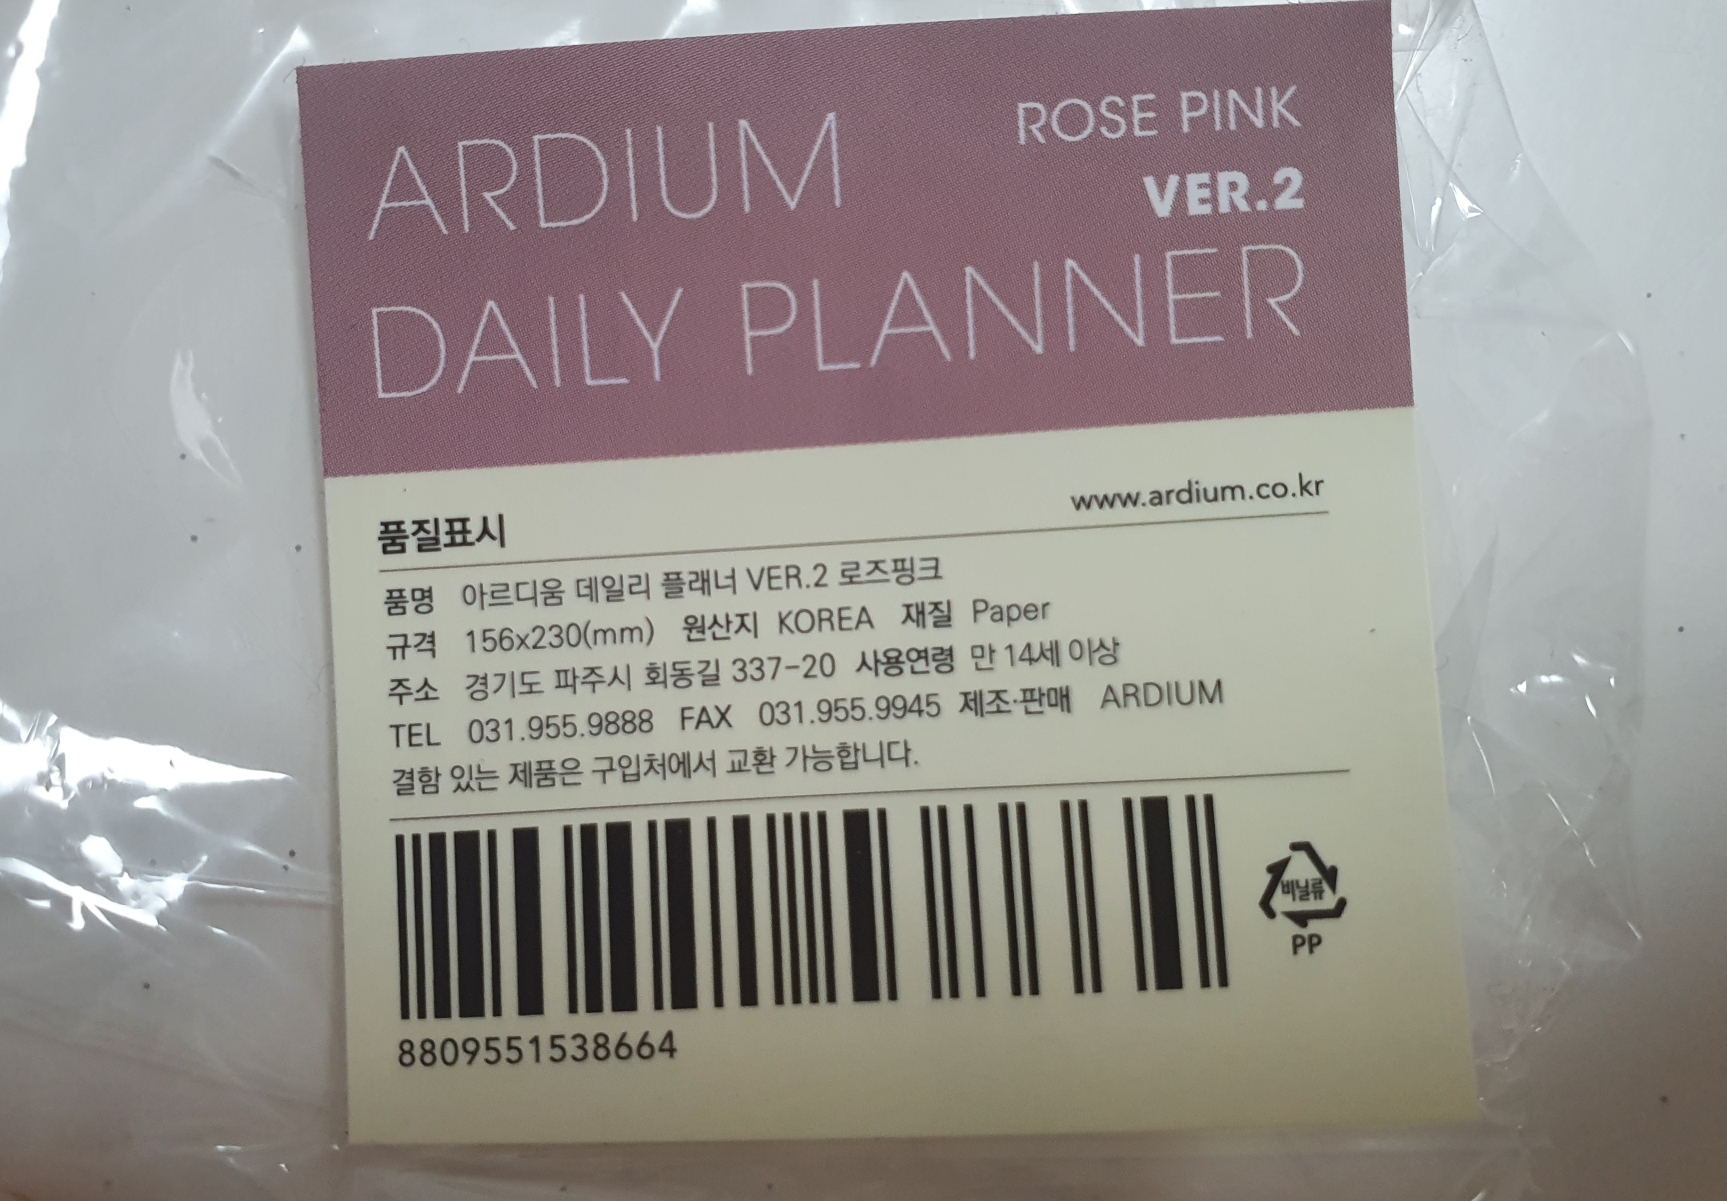 ARDIUM
ROSE PINK
VER.2
DAILY PLANNER
www.ardium.co.kr
품질표시
품명 아르디움 데일리 플래너 VER.2 로즈핑크
규격 156x230(mm) 원산지 KOREA 재질 Paper
주소 경기도 파주시 회동길 337-20 사용연령 만 14세 이상
TEL 031.955.9888 FAX 031.955.9945 제조·판매 ARDIUM
결함 있는 제품은 구입처에서 교환 가능합니다.
비닐류
PP
8809551538664